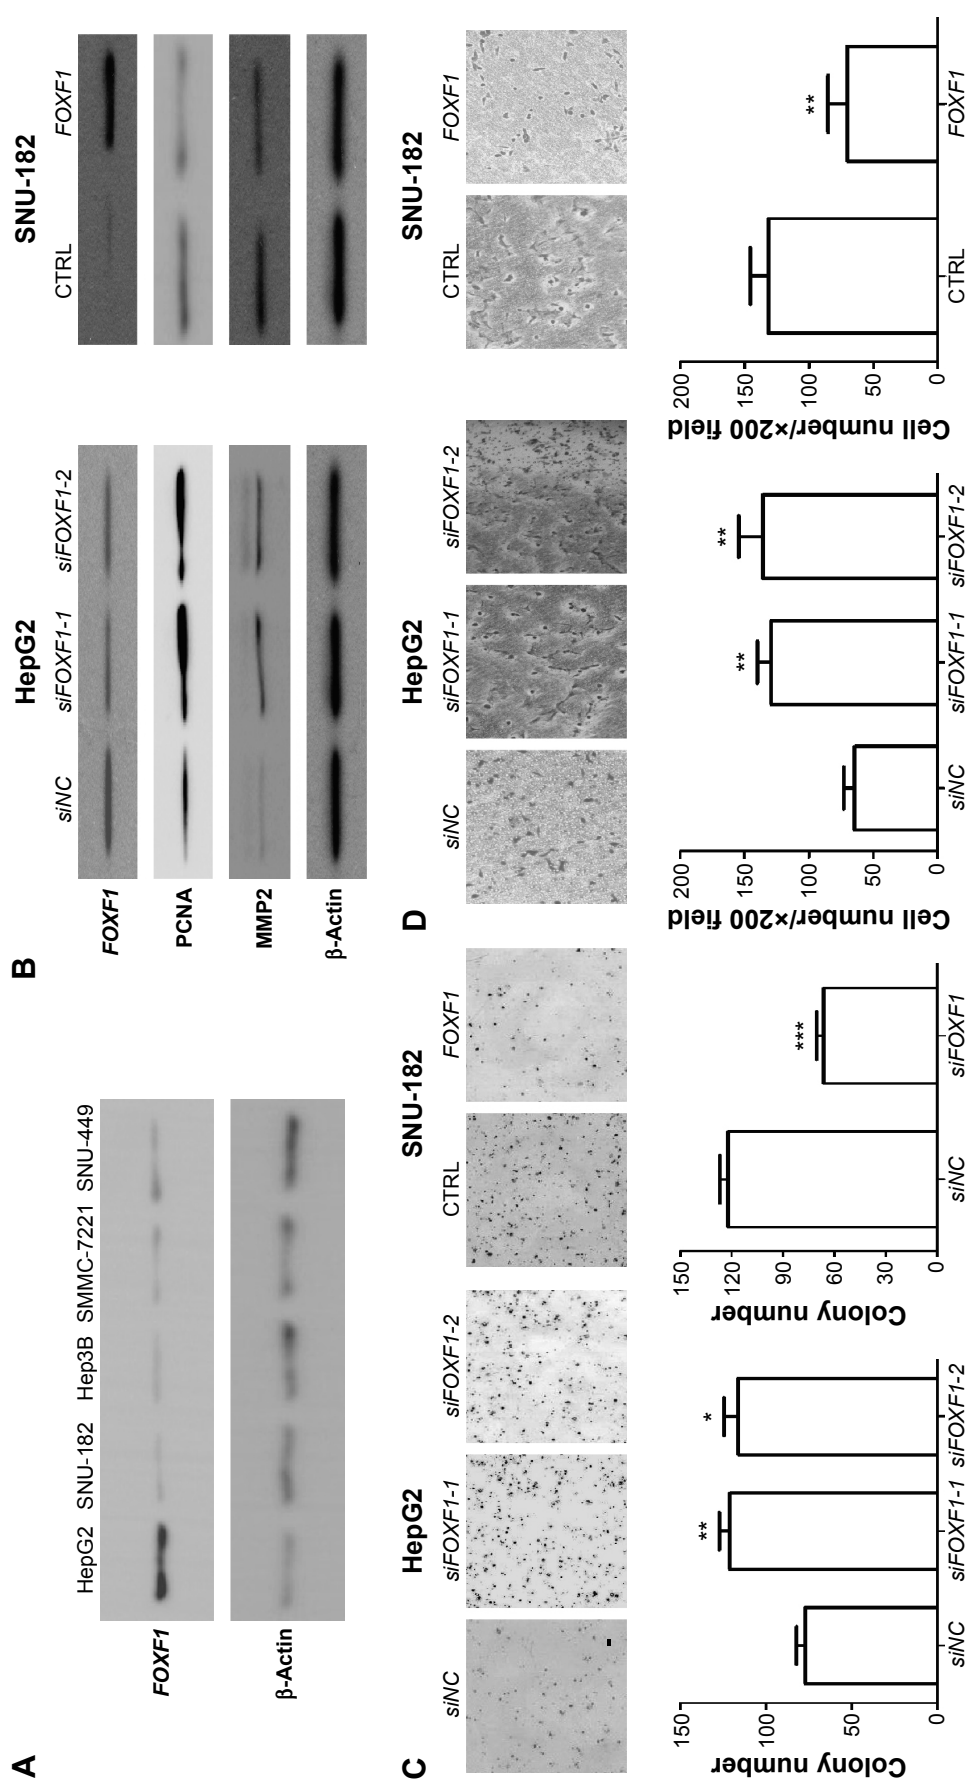 A
HepG2 SNU-182 Hep3B SMMC-7221 SNU-449
FOXF1
β-Actin
B
HepG2 SNU-182
siNC siFOXF1-1 siFOXF1-2 CTRL FOXF1
FOXF1
PCNA
MMP2
β-Actin
C
HepG2 SNU-182
siNC siFOXF1-1 siFOXF1-2 CTRL FOXF1
Colony number
150
100
50
0
** *
siNC siFOXF1-1 siFOXF1-2
Colony number
150
120
90
60
30
0
***
siNC siFOXF1
D
HepG2 SNU-182
siNC siFOXF1-1 siFOXF1-2 CTRL FOXF1
Cell number/×200 field
200
150
100
50
0
** **
siNC siFOXF1-1 siFOXF1-2
Cell number/×200 field
200
150
100
50
0
**
CTRL FOXF1